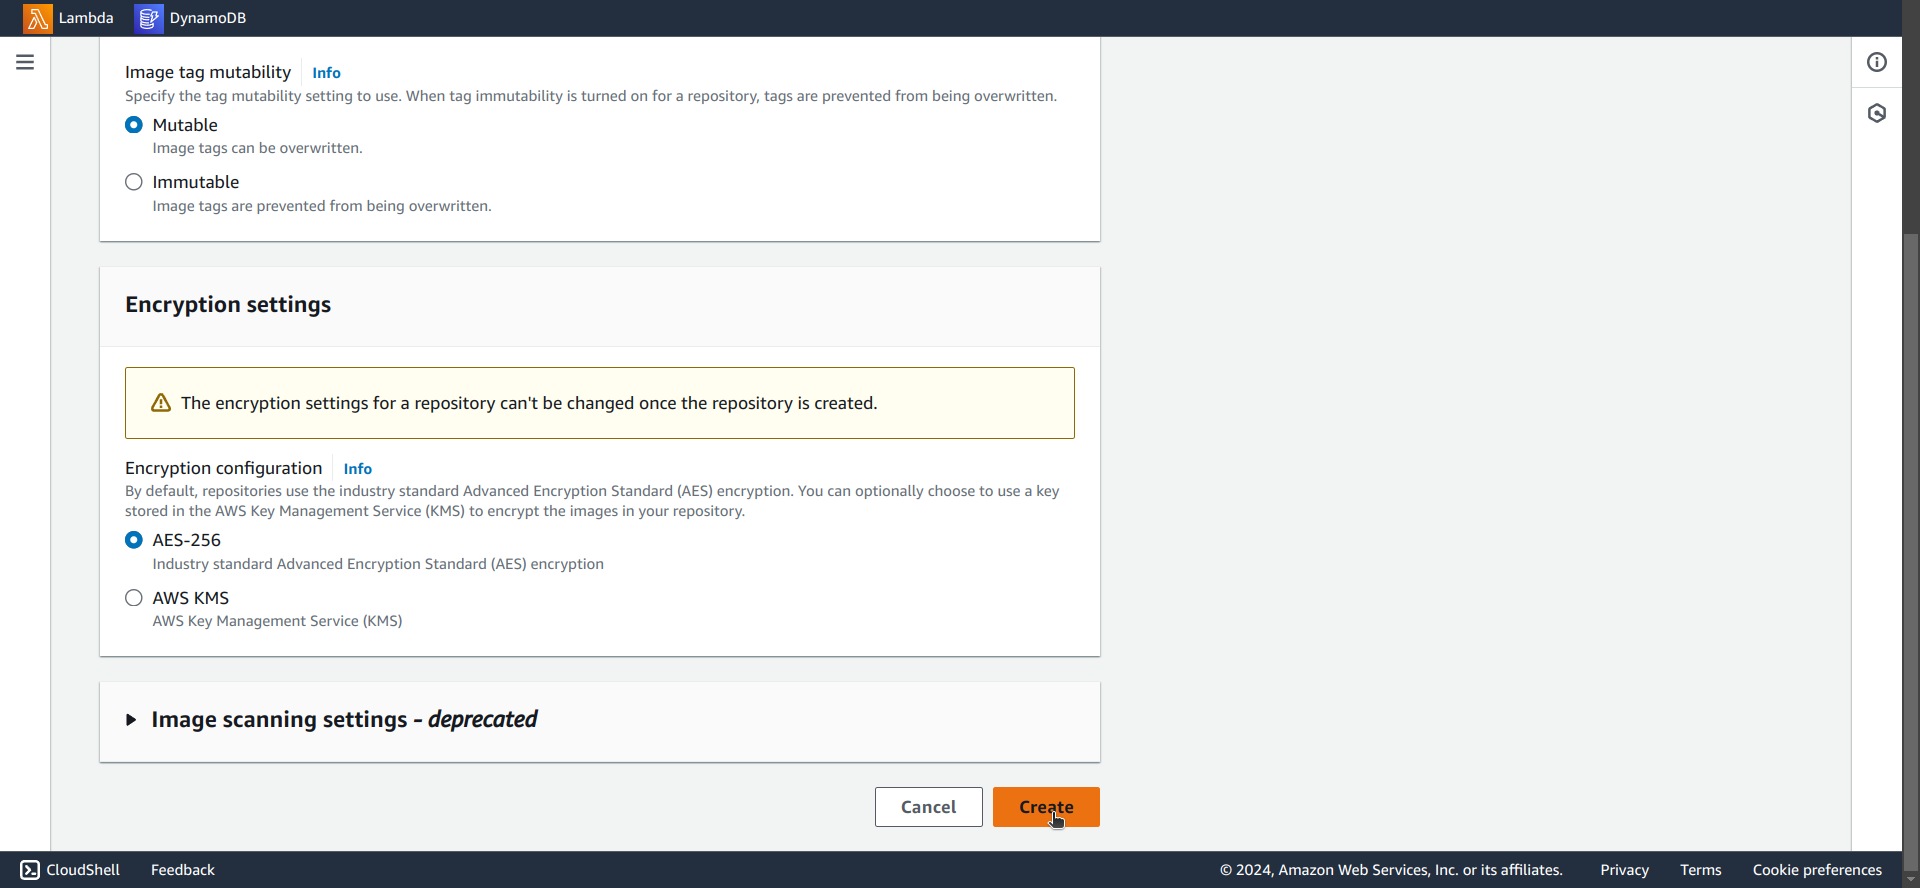 Lambda
DynamoDB
Image tag mutability
Info
Specify the tag mutability setting to use. When tag immutability is turned on for a repository, tags are prevented from being overwritten.
Mutable
Image tags can be overwritten.
Immutable
Image tags are prevented from being overwritten.
Encryption settings
The encryption settings for a repository can't be changed once the repository is created.
Encryption configuration
Info
By default, repositories use the industry standard Advanced Encryption Standard (AES) encryption. You can optionally choose to use a key
stored in the AWS Key Management Service (KMS) to encrypt the images in your repository.
AES-256
Industry standard Advanced Encryption Standard (AES) encryption
AWS KMS
AWS Key Management Service (KMS)
Image scanning settings - deprecated
Cancel
Create
CloudShell
Feedback
© 2024, Amazon Web Services, Inc. or its affiliates.
Privacy
Terms
Cookie preferences